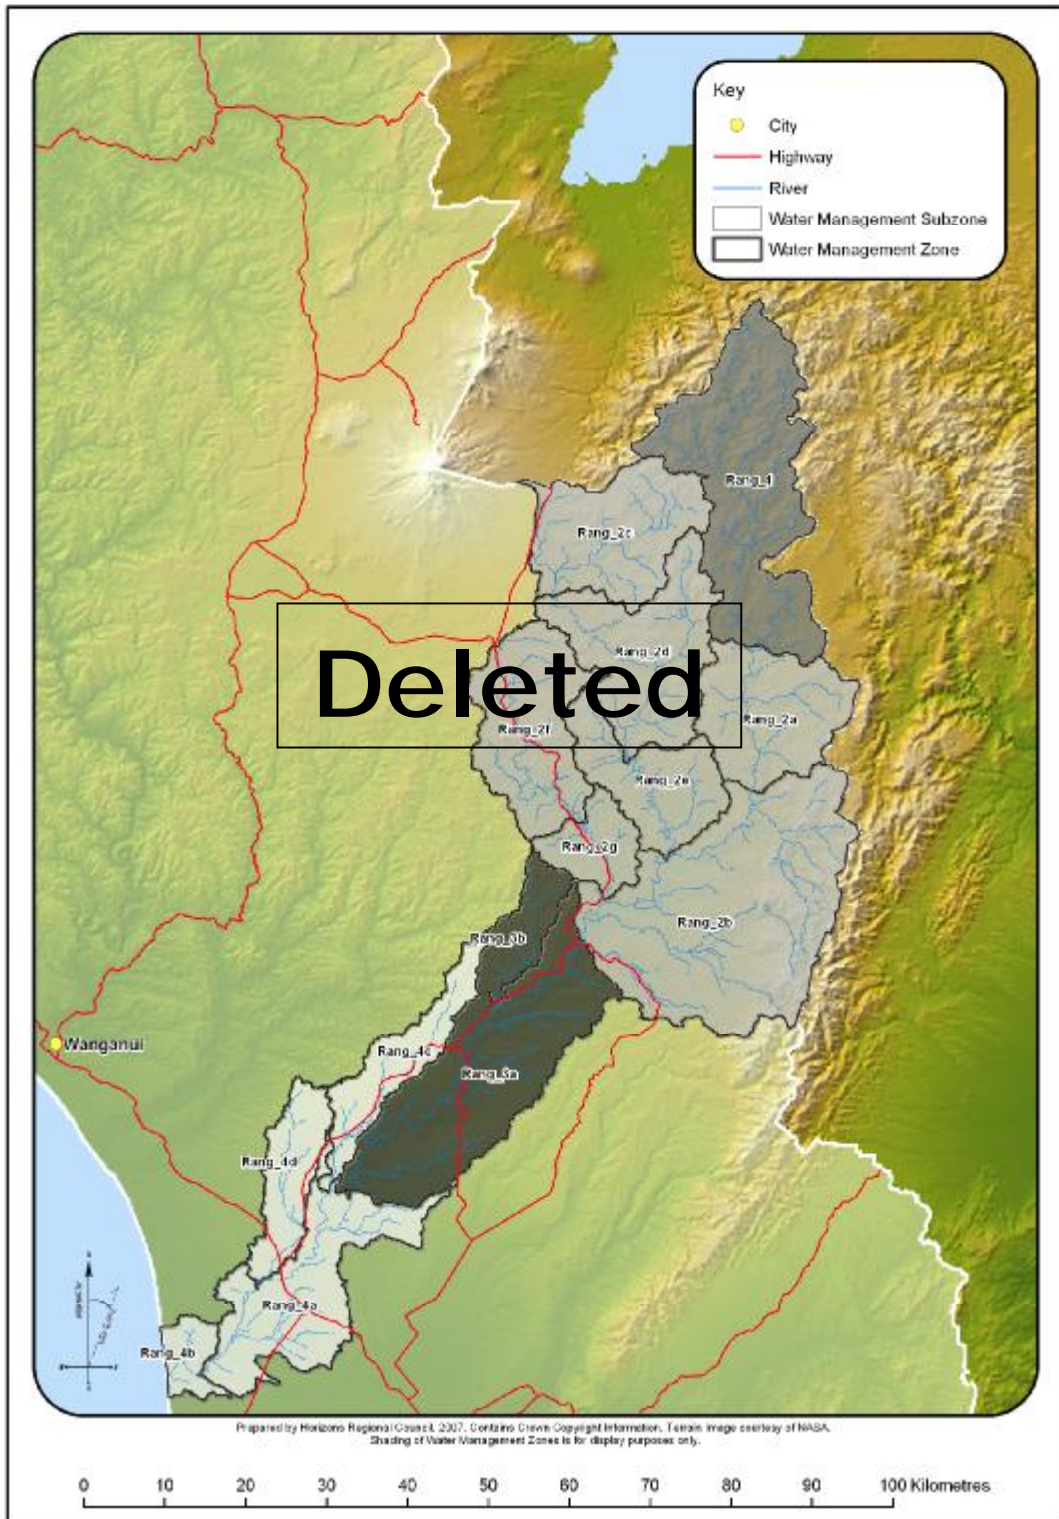 Key
City
Highway
River
Water Management Subzone
Water Management Zone
Rang_2c
Rang_2d
Deleted
Rang_2a
Rang_2f
Rang_2e
Rang_2g
Rang_2b
Rang_3b
Wanganui
Rang_4c
Rang_3a
Rang_4d
Rang_4a
Rang_4b
Prepared by Horizons Regional Council, 2007. Contains Crown Copyright Information. Terrain Image courtesy of NASA.
Shading of Water Management Zones is for display purposes only.
0 10 20 30 40 50 60 70 80 90 100 Kilometres